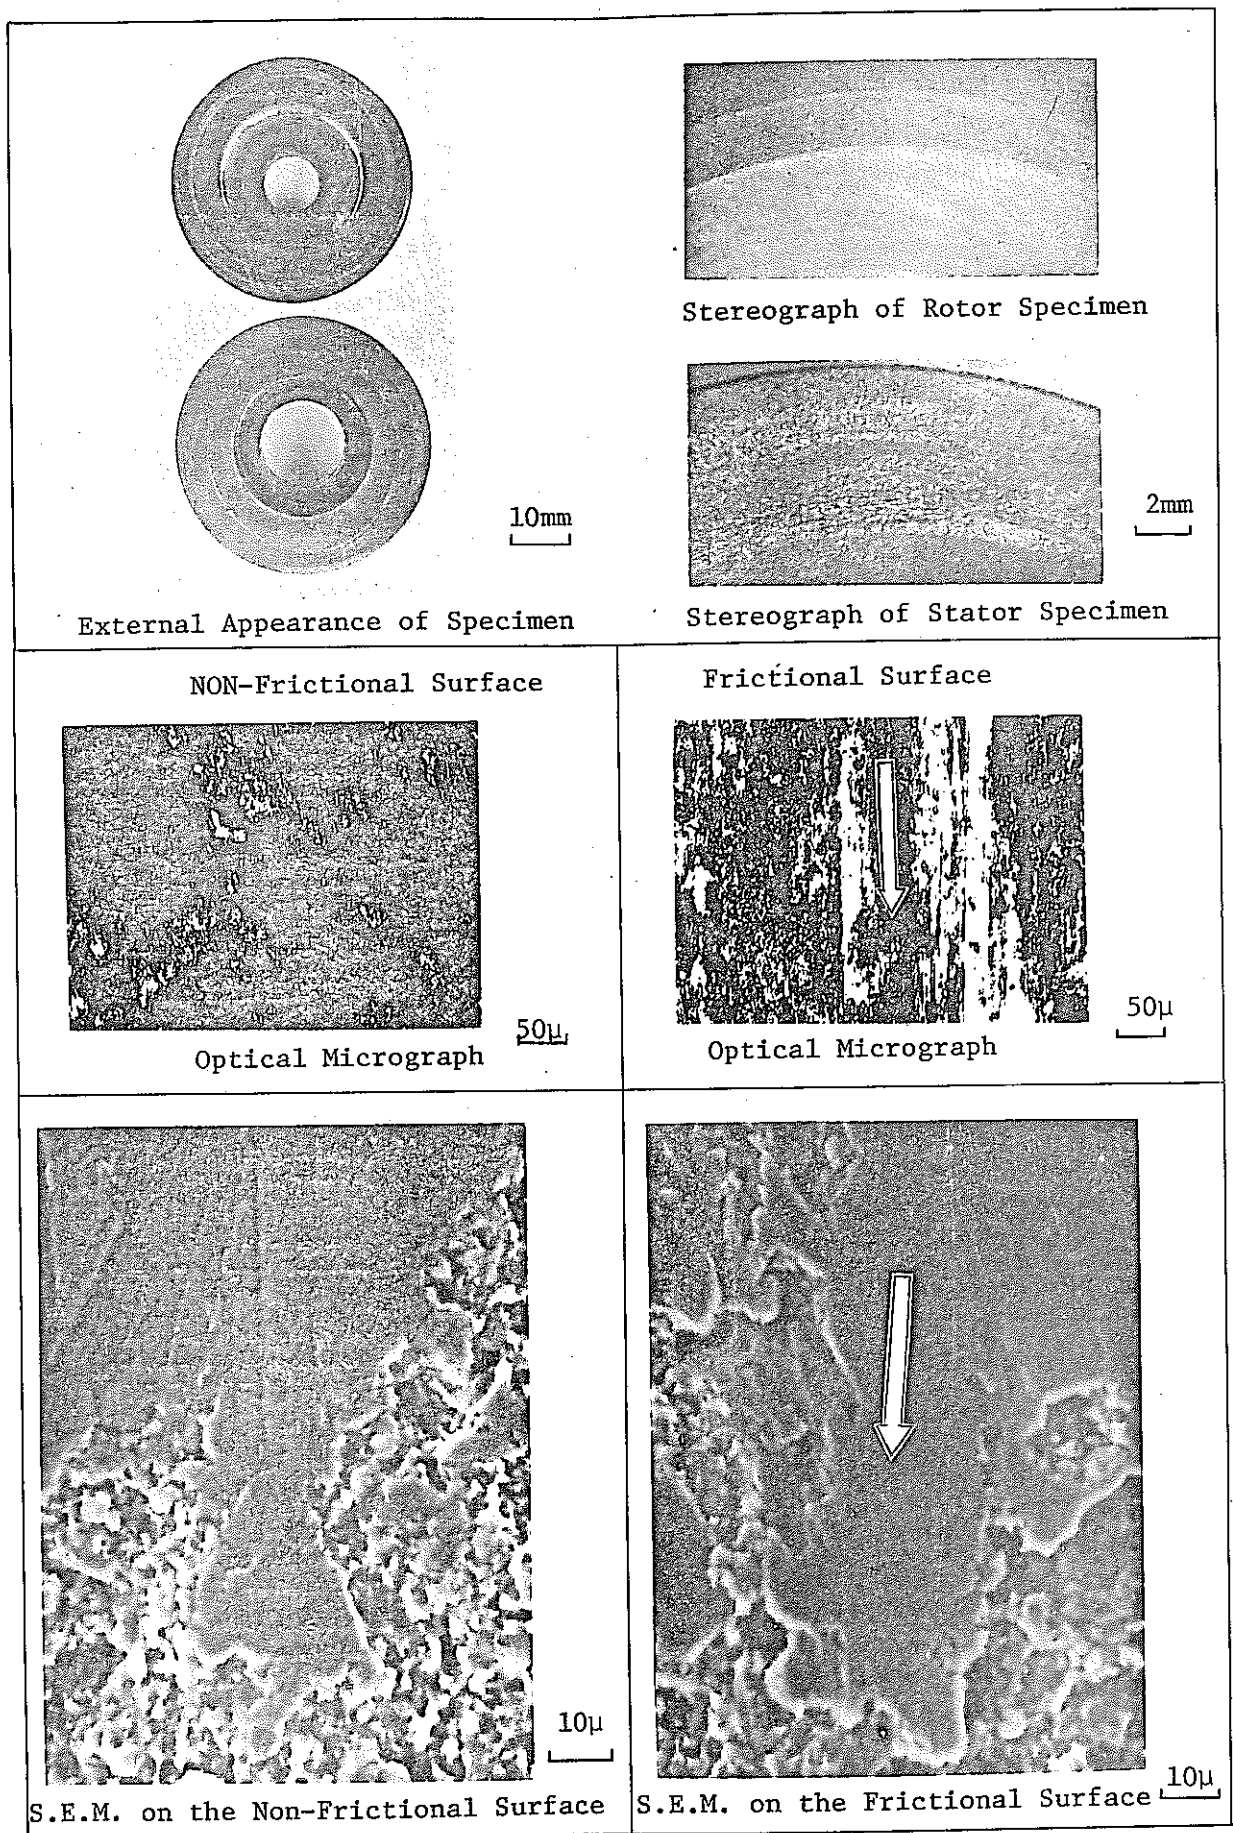 Stereograph of Rotor Specimen
10mm
2mm
External Appearance of Specimen
Stereograph of Stator Specimen
NON-Frictional Surface
Frictional Surface
50μ
Optical Micrograph
50μ
Optical Micrograph
10μ
S.E.M. on the Non-Frictional Surface
10μ
S.E.M. on the Frictional Surface